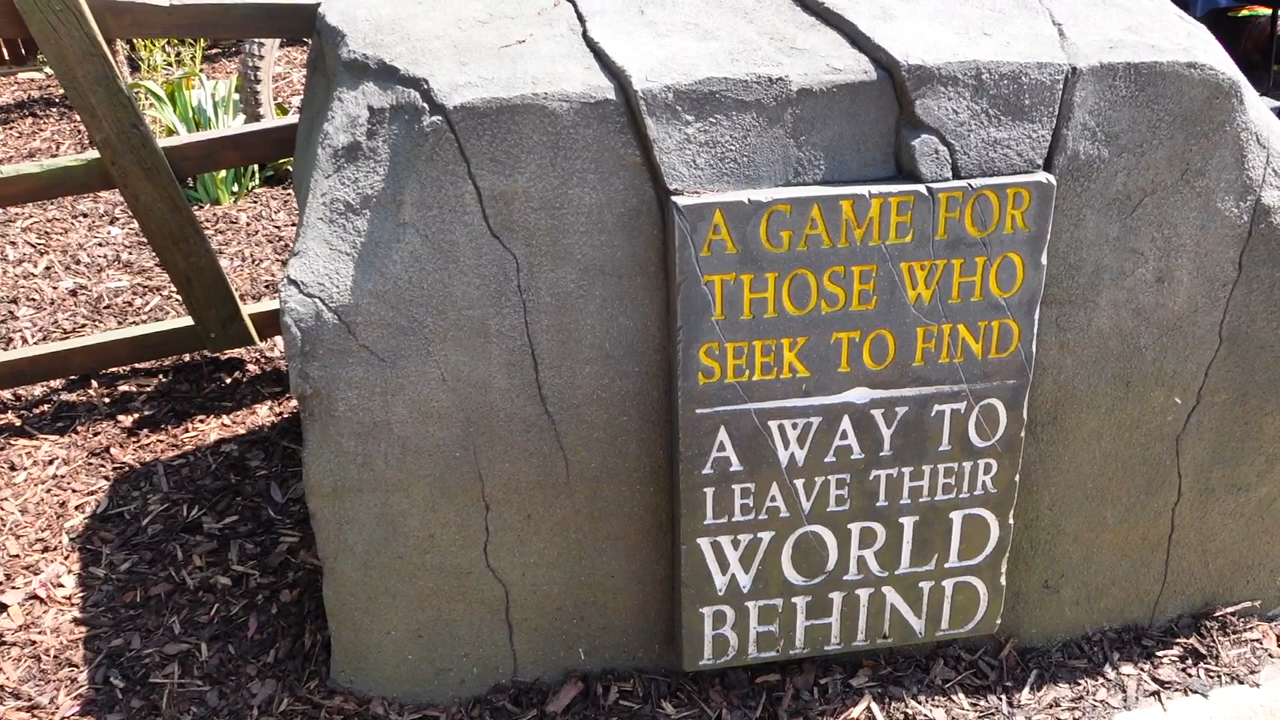 A GAME FOR
THOSE WHO
SEEK TO FIND
A WAY TO
LEAVE THEIR
WORLD
BEHIND